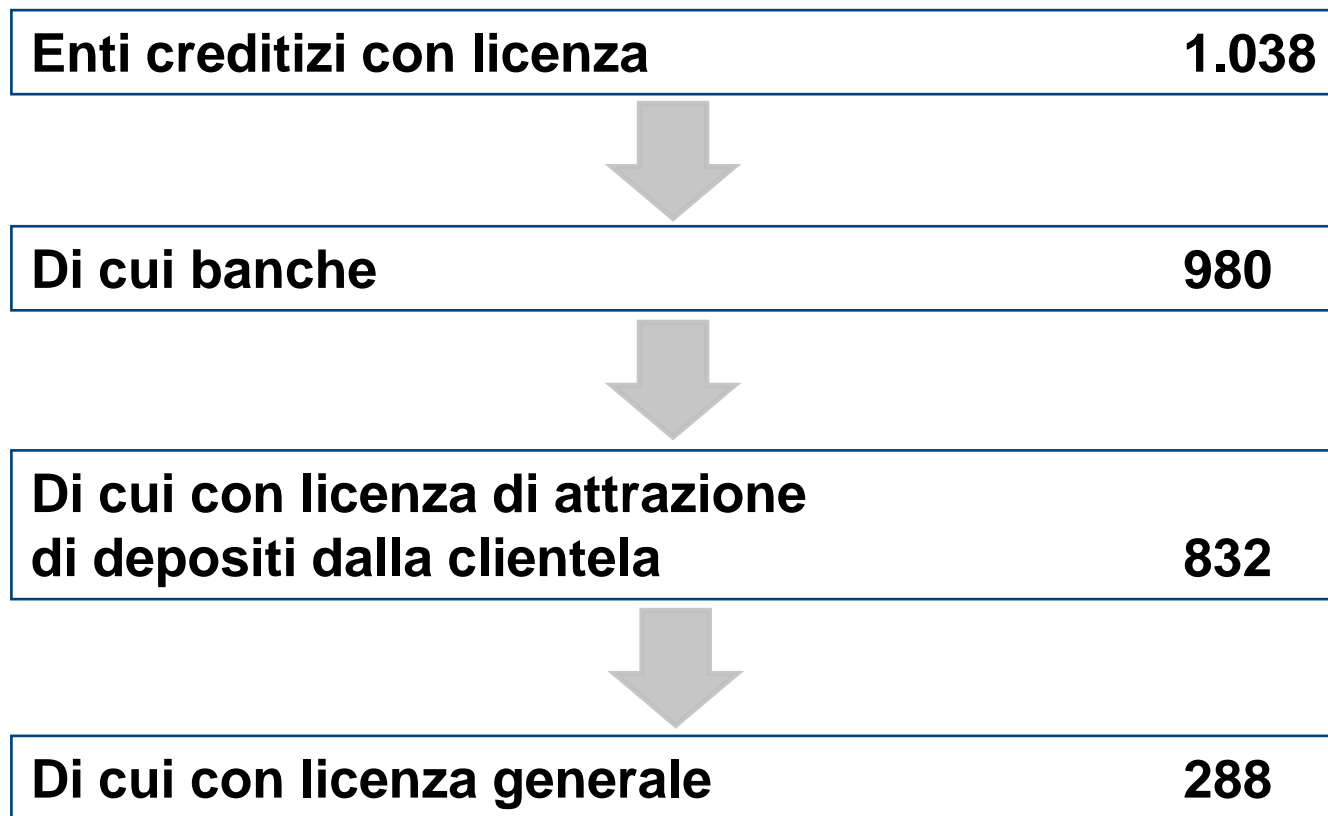 Enti creditizi con licenza 1.038
Di cui banche 980
Di cui con licenza di attrazione
di depositi dalla clientela 832
Di cui con licenza generale 288